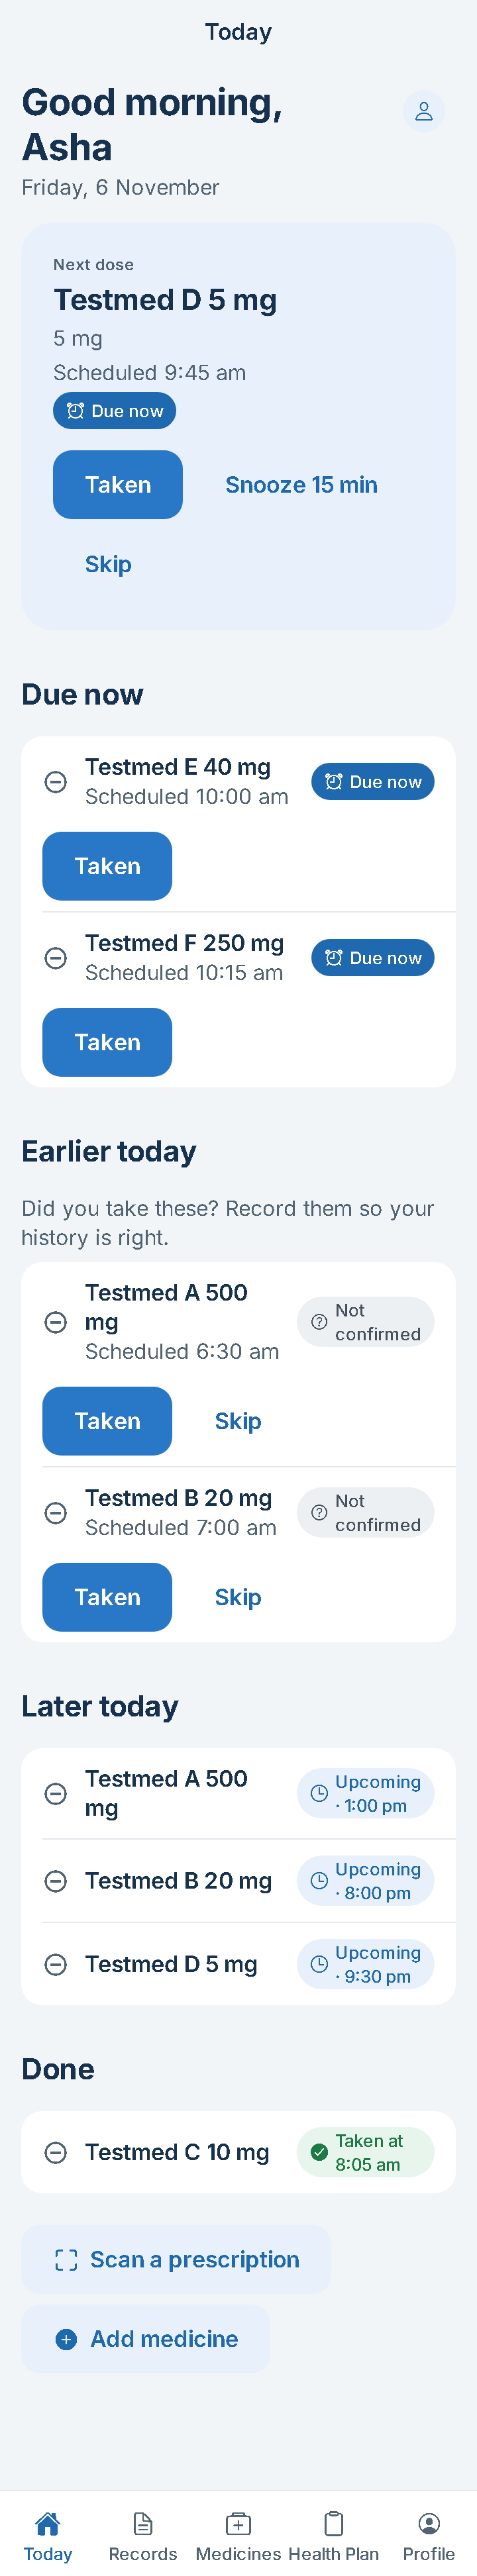 Today
Good morning,
Asha
Friday, 6 November
Next dose
Testmed D 5 mg
5 mg
Scheduled 9:45 am
Due now
Taken
Snooze 15 min
Skip
Due now
Testmed E 40 mg
Scheduled 10:00 am
Due now
Taken
Testmed F 250 mg
Scheduled 10:15 am
Due now
Taken
Earlier today
Did you take these? Record them so your
history is right.
Testmed A 500
mg
Scheduled 6:30 am
Not
confirmed
Taken
Skip
Testmed B 20 mg
Scheduled 7:00 am
Not
confirmed
Taken
Skip
Later today
Testmed A 500
mg
Upcoming
· 1:00 pm
Testmed B 20 mg
Upcoming
· 8:00 pm
Testmed D 5 mg
Upcoming
· 9:30 pm
Done
Testmed C 10 mg
Taken at
8:05 am
Scan a prescription
Add medicine
Today
Records
Medicines
Health Plan
Profile